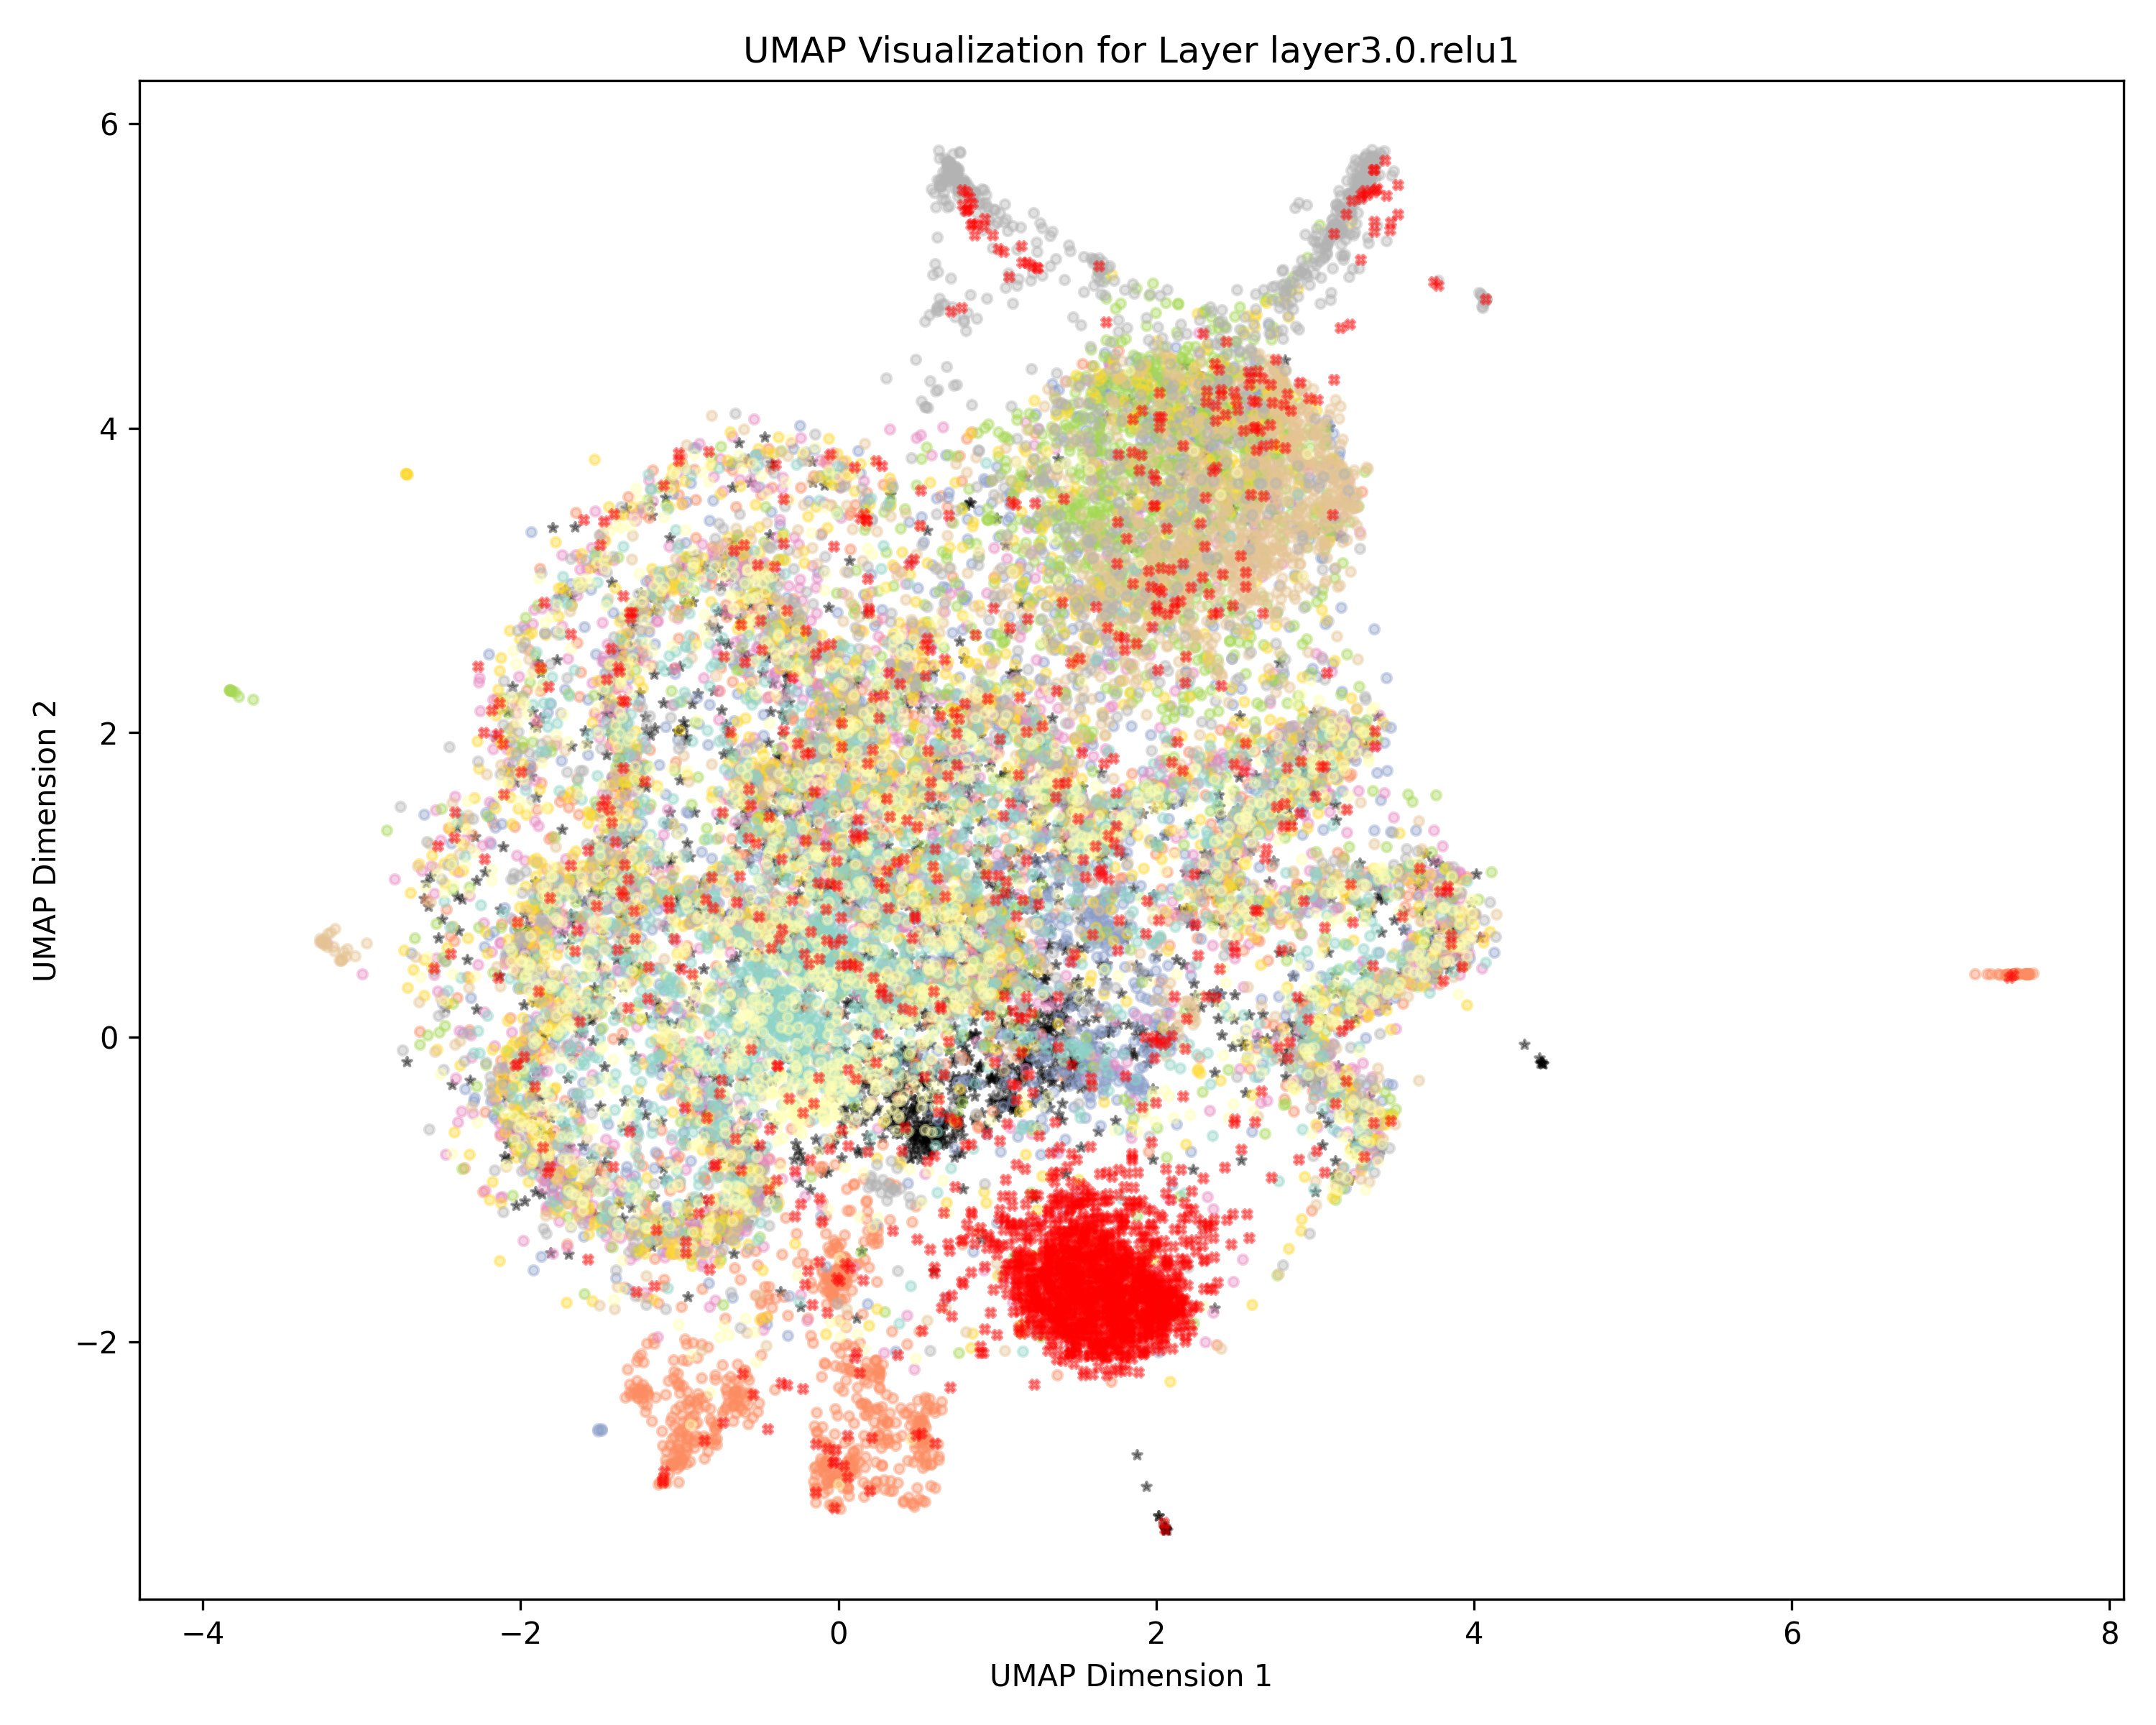 UMAP Visualization for Layer layer3.0.relu1
6
4
2
0
−2
UMAP Dimension 2
−4 −2 0 2 4 6 8
UMAP Dimension 1